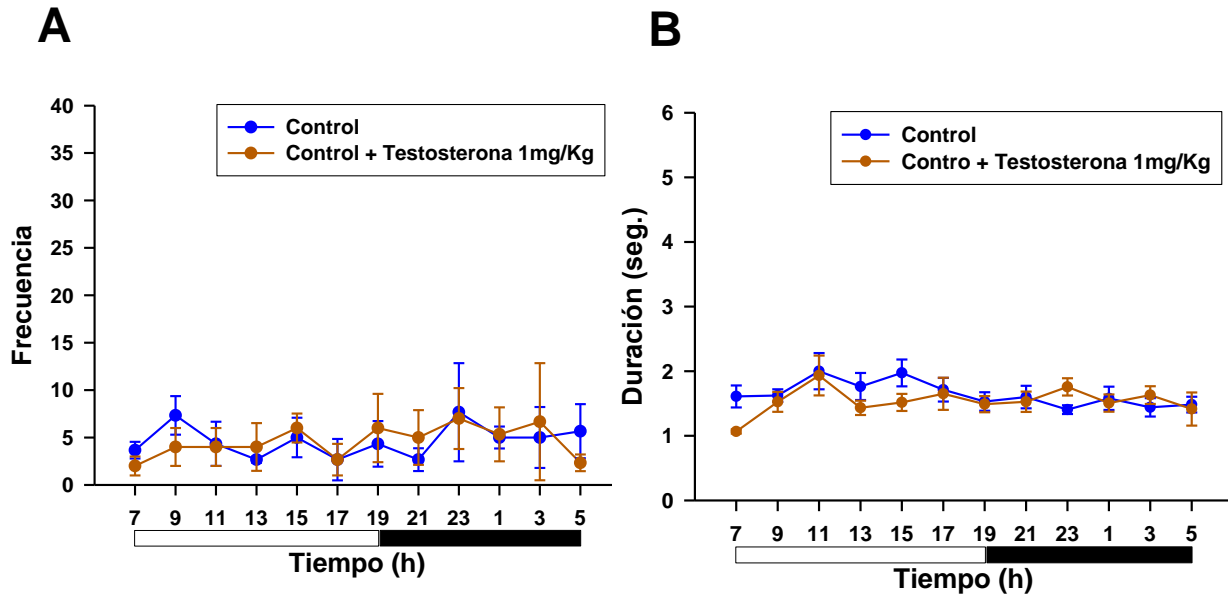 A
Control
Control + Testosterona 1mg/Kg
Frecuencia
40
35
30
25
20
15
10
5
0
7 9 11 13 15 17 19 21 23 1 3 5
Tiempo (h)
B
Control
Contro + Testosterona 1mg/Kg
Duración (seg.)
6
5
4
3
2
1
0
7 9 11 13 15 17 19 21 23 1 3 5
Tiempo (h)